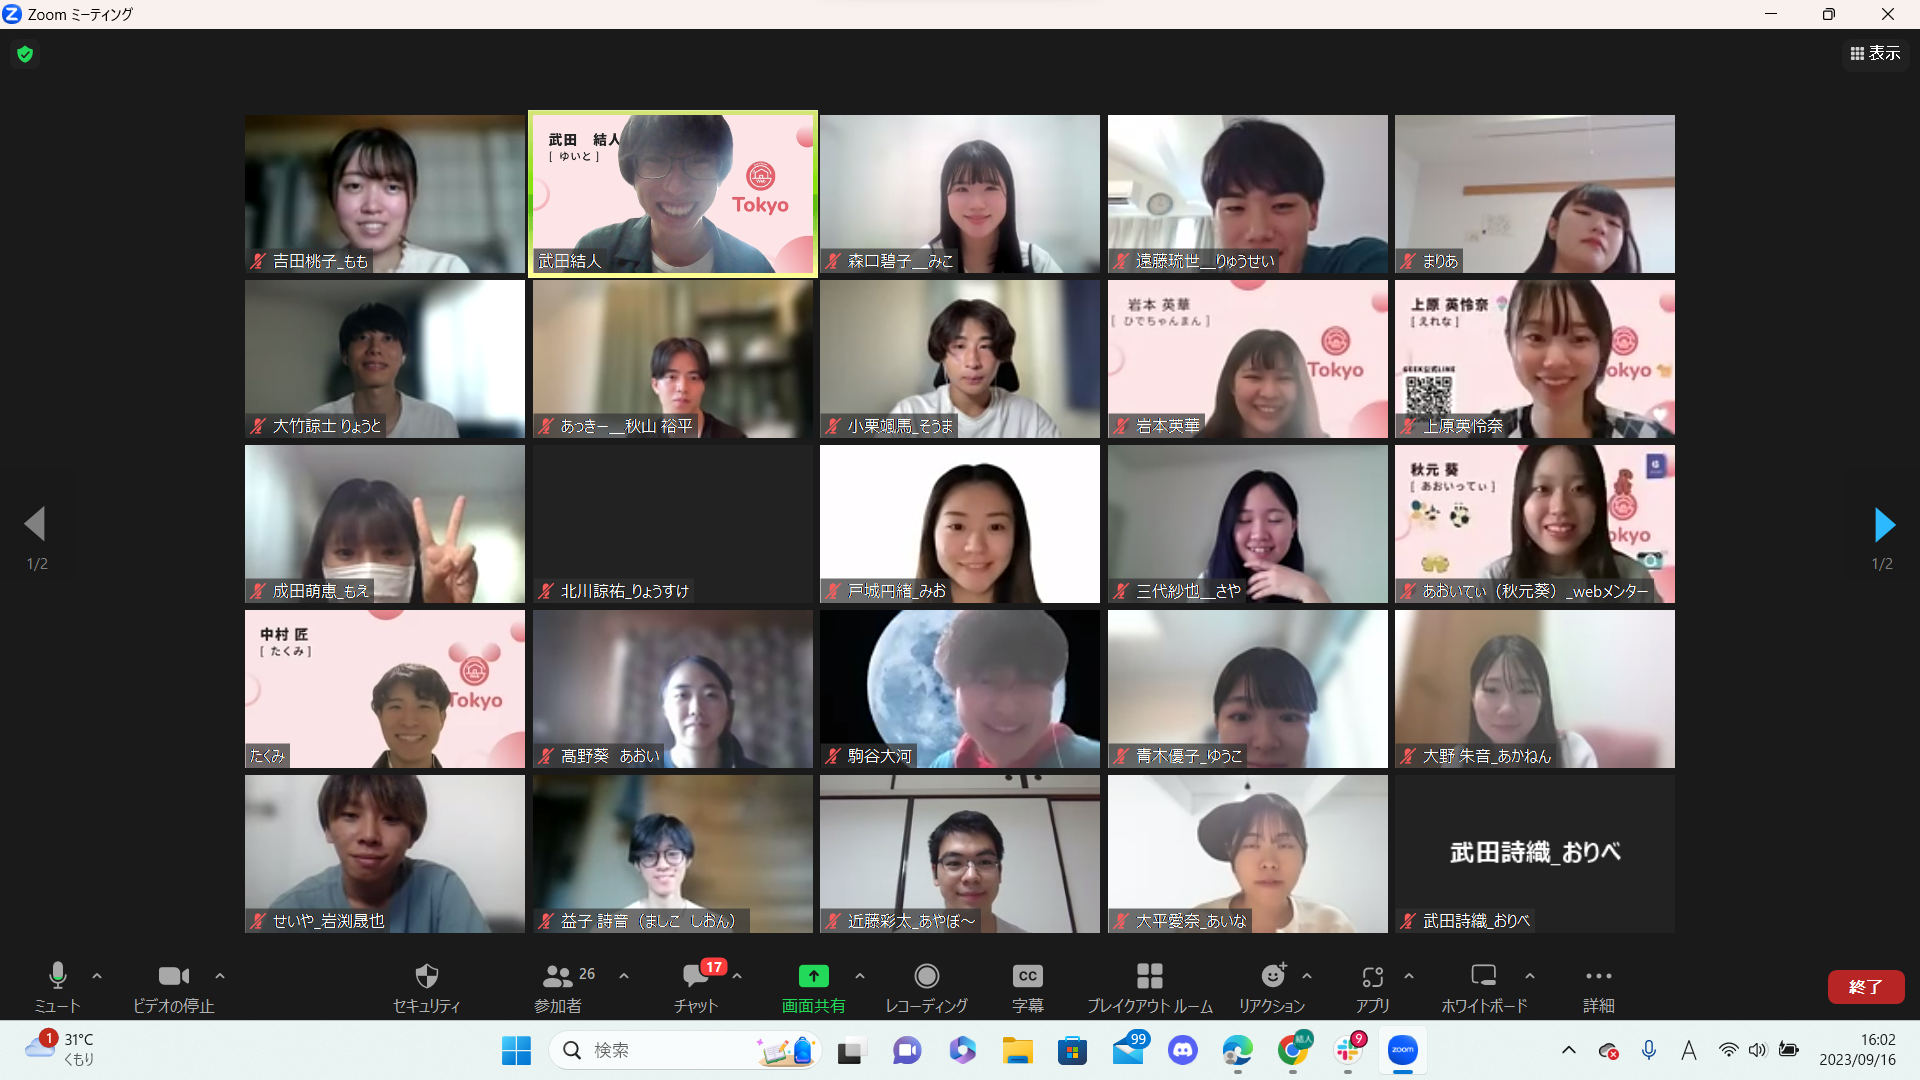 Zoom ミーティング
表示
吉田桃子_もも
武田 結人
[ ゆいと ]
Tokyo
武田結人
森口碧子__みこ
遠藤琉世__りゅうせい
まりあ
大竹諒士 りょうと
あっきー__秋山 裕平
小栗颯馬_そうま
岩本 英華
[ ひでちゃんまん ]
Tokyo
岩本英華
上原 英怜奈
[ えれな ]
GEEK公式LINE
okyo
上原英怜奈
成田萌恵_もえ
北川諒祐_りょうすけ
戸城円緒_みお
三代紗也__さや
秋元 葵
[ あおいってぃ ]
okyo
あおいてぃ（秋元葵）_webメンター
1/2
1/2
中村 匠
[ たくみ ]
Tokyo
たくみ
髙野葵 あおい
駒谷大河
青木優子_ゆうこ
大野 朱音_あかねん
せいや_岩渕晟也
益子 詩音（ましこ しおん）
近藤彩太_あやぼ～
大平愛奈_あいな
武田詩織_おりべ
武田詩織_おりべ
ミュート
ビデオの停止
セキュリティ
26
参加者
17
チャット
画面共有
レコーディング
CC
字幕
ブレイクアウト ルーム
リアクション
アプリ
ホワイトボード
詳細
終了
1
31°C
くもり
検索
99
結人
9
zoom
A
16:02
2023/09/16